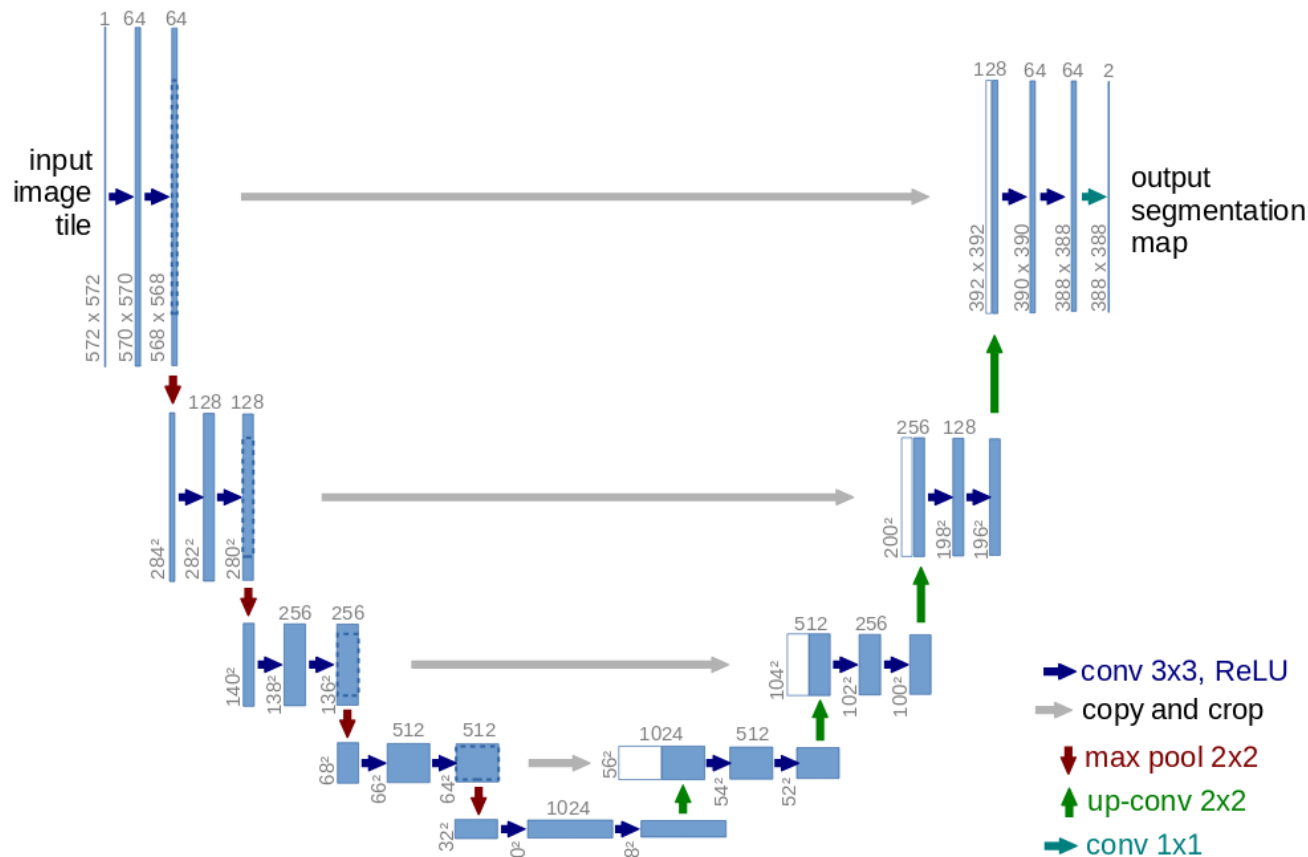 1 64 64
128 64 64 2
input
image
tile
output
segmentation
map
572 x 572
570 x 570
568 x 568
392 x 392
390 x 390
388 x 388
388 x 388
128 128
256 128
284²
282²
280²
200²
198²
196²
256 256
512 256
140²
138²
136²
104²
102²
100²
512 512
1024 512
68²
66²
64²
56²
54²
52²
1024
32²
conv 3x3, ReLU
copy and crop
max pool 2x2
up-conv 2x2
conv 1x1